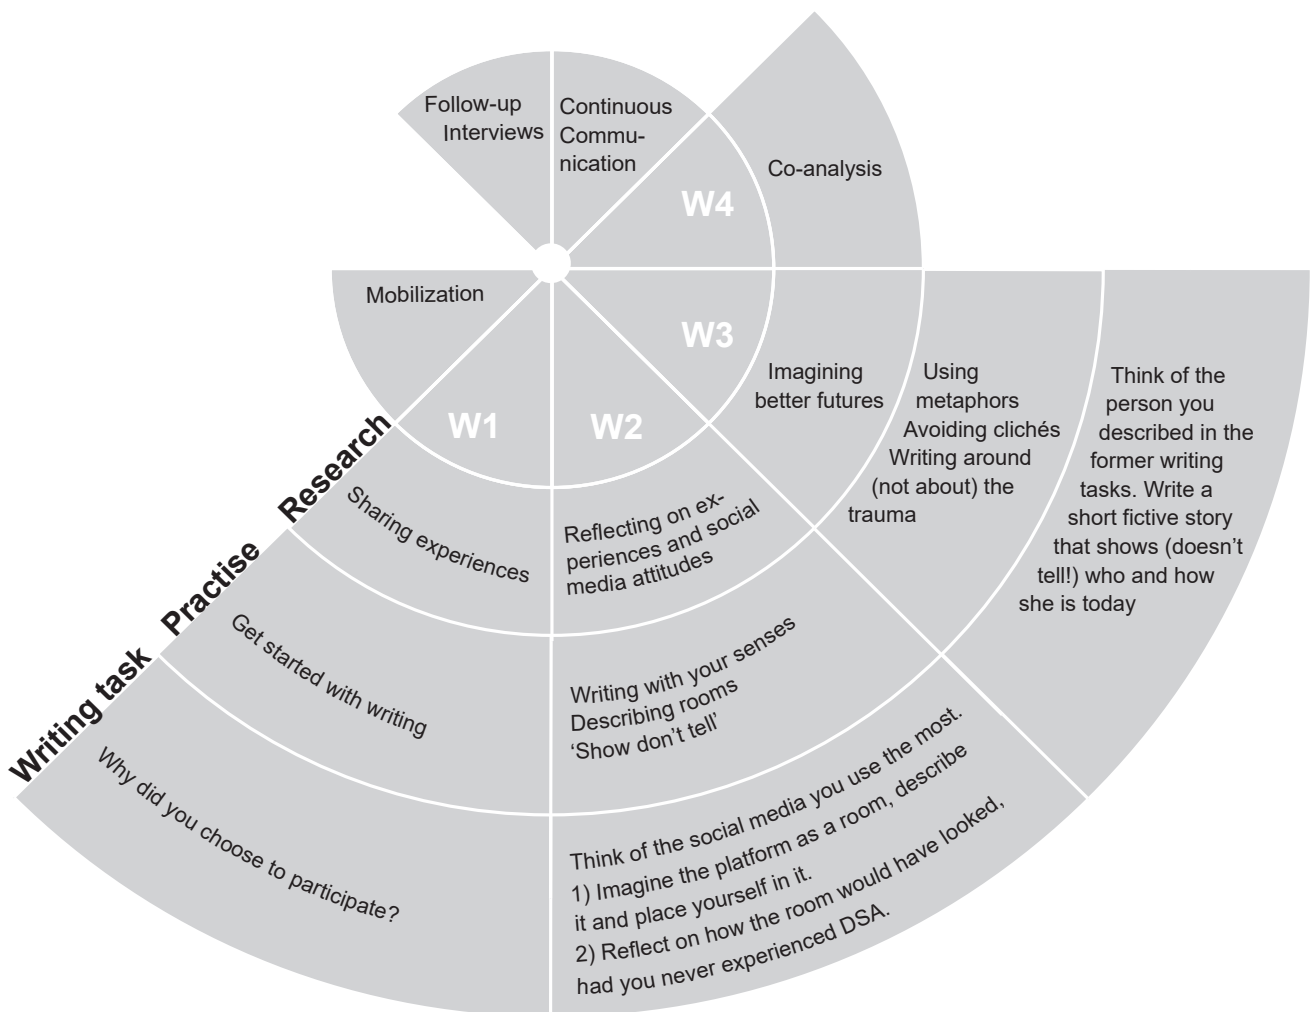 Follow-up
Interviews
Continuous
Commu-
nication
W4
Co-analysis
Mobilization
W1
W2
W3
Research
Practise
Writing task
Sharing experiences
Get started with writing
Why did you choose to participate?
Reflecting on ex-
periences and social
media attitudes
Writing with your senses
Describing rooms
‘Show don’t tell’
Think of the social media you use the most.
1) Imagine the platform as a room, describe
it and place yourself in it.
2) Reflect on how the room would have looked,
had you never experienced DSA.
Imagining
better futures
Using
metaphors
Avoiding clichés
Writing around
(not about) the
trauma
Think of the
person you
described in the
former writing
tasks. Write a
short fictive story
that shows (doesn’t
tell!) who and how
she is today